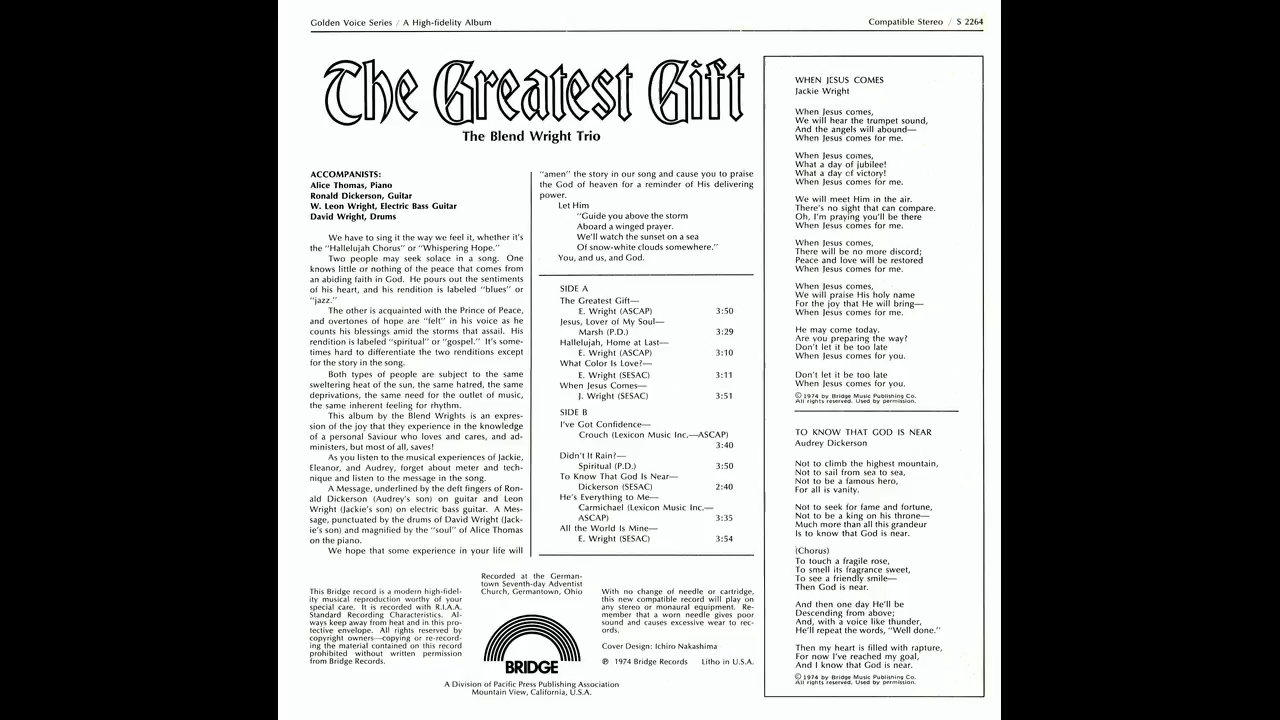 Golden Voice Series / A High-fidelity Album
Compatible Stereo / S 2264
The Greatest Gift
The Blend Wright Trio
ACCOMPANISTS:
Alice Thomas, Piano
Ronald Dickerson, Guitar
W. Leon Wright, Electric Bass Guitar
David Wright, Drums
We have to sing it the way we feel it, whether it's
the "Hallelujah Chorus" or "Whispering Hope."
Two people may seek solace in a song. One
knows little or nothing of the peace that comes from
an abiding faith in God. He pours out the sentiments
of his heart, and his rendition is labeled "blues" or
"jazz."
The other is acquainted with the Prince of Peace,
and overtones of hope are "felt" in his voice as he
counts his blessings amid the storms that assail. His
rendition is labeled "spiritual" or "gospel." It's some-
times hard to differentiate the two renditions except
for the story in the song.
Both types of people are subject to the same
sweltering heat of the sun, the same hatred, the same
deprivations, the same need for the outlet of music,
the same inherent feeling for rhythm.
This album by the Blend Wrights is an expres-
sion of the joy that they experience in the knowledge
of a personal Saviour who loves and cares, and ad-
ministers, but most of all, saves!
As you listen to the musical experiences of Jackie,
Eleanor, and Audrey, forget about meter and tech-
nique and listen to the message in the song.
A Message, underlined by the deft fingers of Ron-
ald Dickerson (Audrey's son) on guitar and Leon
Wright (Jackie's son) on electric bass guitar. A Mes-
sage, punctuated by the drums of David Wright (Jack-
ie's son) and magnified by the "soul" of Alice Thomas
on the piano.
We hope that some experience in your life will
"amen" the story in our song and cause you to praise
the God of heaven for a reminder of His delivering
power.
Let Him
"Guide you above the storm
Aboard a winged prayer.
We'll watch the sunset on a sea
Of snow-white clouds somewhere."
You, and us, and God.
SIDE A
The Greatest Gift—
E. Wright (ASCAP) 3:50
Jesus, Lover of My Soul—
Marsh (P.D.) 3:29
Hallelujah, Home at Last—
E. Wright (ASCAP) 3:10
What Color Is Love?—
E. Wright (SESAC) 3:11
When Jesus Comes—
J. Wright (SESAC) 3:51
SIDE B
I've Got Confidence—
Crouch (Lexicon Music Inc.—ASCAP)
3:40
Didn't It Rain?—
Spiritual (P.D.) 3:50
To Know That God Is Near—
Dickerson (SESAC) 2:40
He's Everything to Me—
Carmichael (Lexicon Music Inc.—
ASCAP) 3:35
All the World Is Mine—
E. Wright (SESAC) 3:54
This Bridge record is a modern high-fidel-
ity musical reproduction worthy of your
special care. It is recorded with R.I.A.A.
Standard Recording Characteristics. Al-
ways keep away from heat and in this pro-
tective envelope. All rights reserved by
copyright owners—copying or re-record-
ing the material contained on this record
prohibited without written permission
from Bridge Records.
Recorded at the German-
town Seventh-day Adventist
Church, Germantown, Ohio
BRIDGE
A Division of Pacific Press Publishing Association
Mountain View, California, U.S.A.
With no change of needle or cartridge,
this new compatible record will play on
any stereo or monaural equipment. Re-
member that a worn needle gives poor
sound and causes excessive wear to rec-
ords.
Cover Design: Ichiro Nakashima
℗ 1974 Bridge Records Litho in U.S.A.
WHEN JESUS COMES
Jackie Wright
When Jesus comes,
We will hear the trumpet sound,
And the angels will abound—
When Jesus comes for me.
When Jesus comes,
What a day of jubilee!
What a day of victory!
When Jesus comes for me.
We will meet Him in the air.
There's no sight that can compare.
Oh, I'm praying you'll be there
When Jesus comes for me.
When Jesus comes,
There will be no more discord;
Peace and love will be restored
When Jesus comes for me.
When Jesus comes,
We will praise His holy name
For the joy that He will bring—
When Jesus comes for me.
He may come today.
Are you preparing the way?
Don't let it be too late
When Jesus comes for you.
Don't let it be too late
When Jesus comes for you.
© 1974 by Bridge Music Publishing Co.
All rights reserved. Used by permission.
TO KNOW THAT GOD IS NEAR
Audrey Dickerson
Not to climb the highest mountain,
Not to sail from sea to sea,
Not to be a famous hero,
For all is vanity.
Not to seek for fame and fortune,
Not to be a king on his throne—
Much more than all this grandeur
Is to know that God is near.
(Chorus)
To touch a fragile rose,
To smell its fragrance sweet,
To see a friendly smile—
Then God is near.
And then one day He'll be
Descending from above;
And, with a voice like thunder,
He'll repeat the words, "Well done."
Then my heart is filled with rapture,
For now I've reached my goal,
And I know that God is near.
© 1974 by Bridge Music Publishing Co.
All rights reserved. Used by permission.